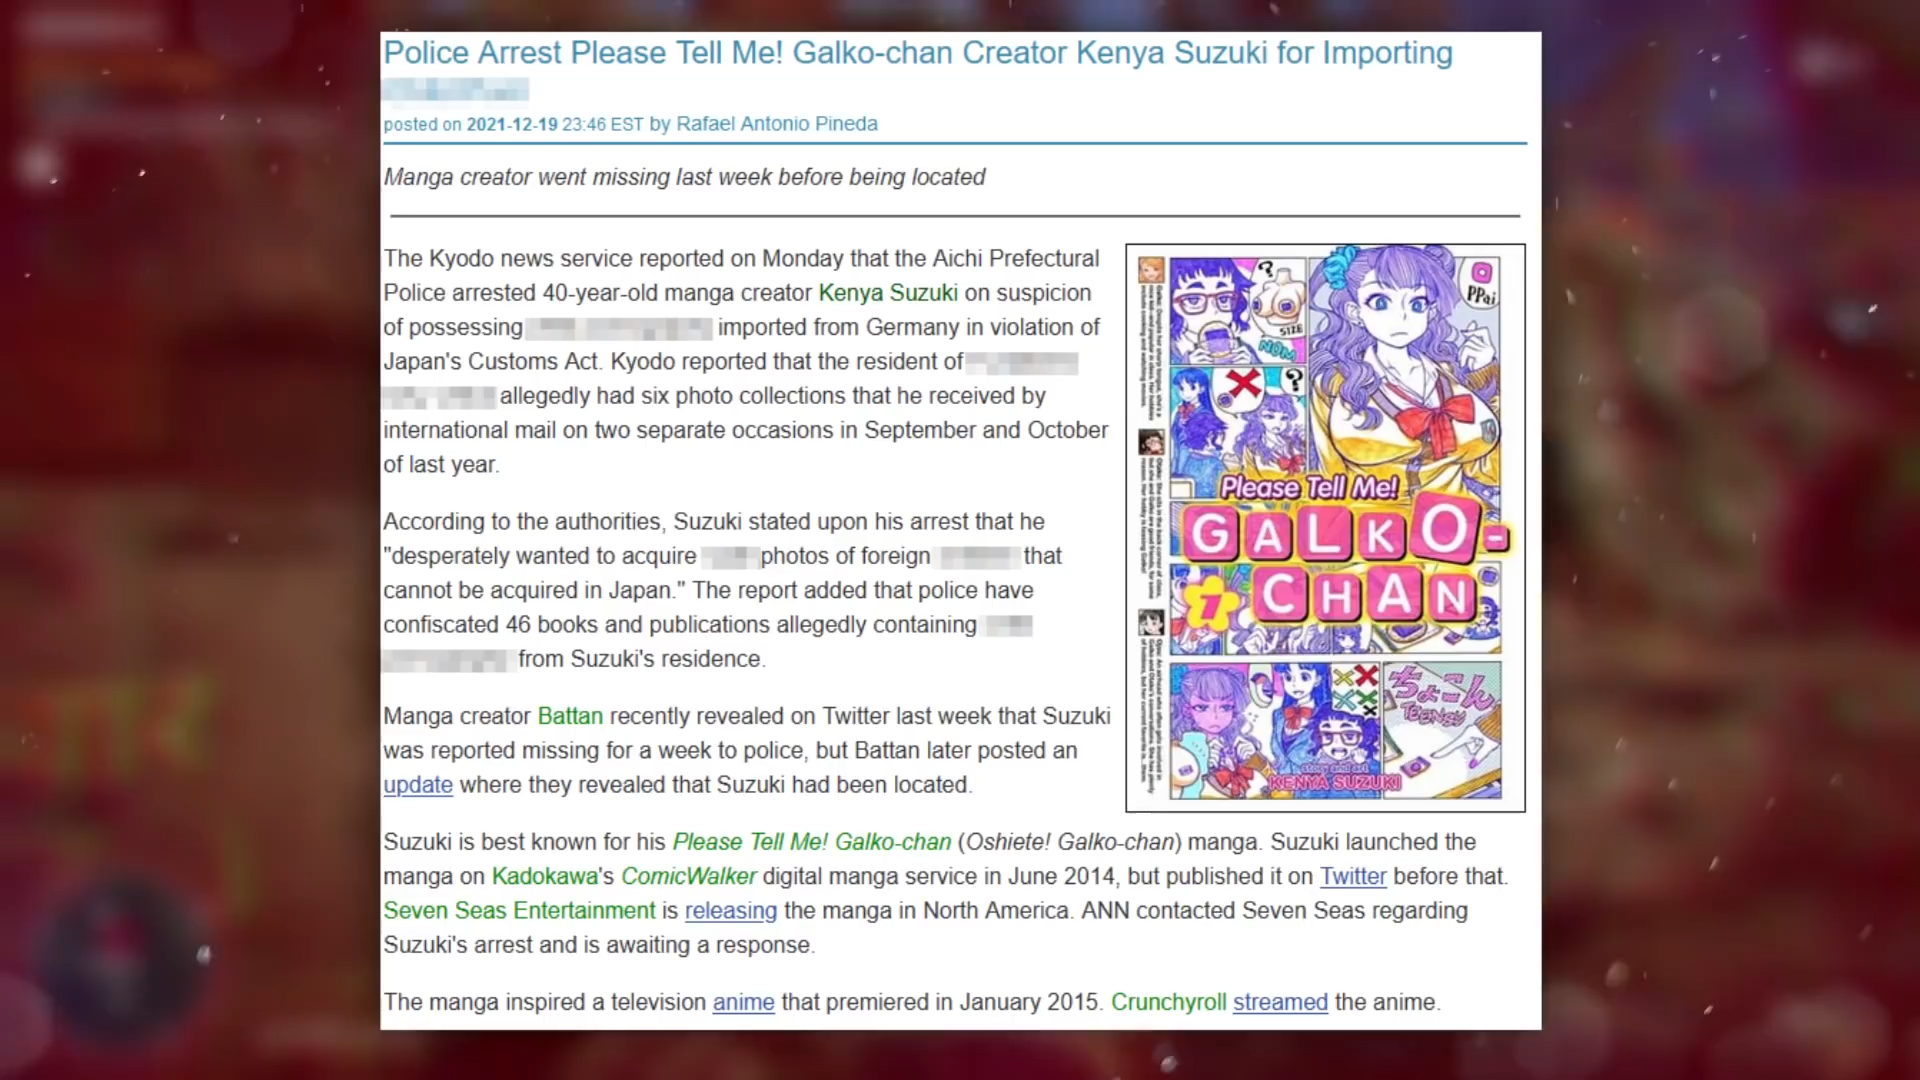 Police Arrest Please Tell Me! Galko-chan Creator Kenya Suzuki for Importing
posted on 2021-12-19 23:46 EST by Rafael Antonio Pineda
Manga creator went missing last week before being located
The Kyodo news service reported on Monday that the Aichi Prefectural
Police arrested 40-year-old manga creator Kenya Suzuki on suspicion
of possessing imported from Germany in violation of
Japan's Customs Act. Kyodo reported that the resident of
allegedly had six photo collections that he received by
international mail on two separate occasions in September and October
of last year.
According to the authorities, Suzuki stated upon his arrest that he
"desperately wanted to acquire photos of foreign that
cannot be acquired in Japan." The report added that police have
confiscated 46 books and publications allegedly containing
from Suzuki's residence.
Manga creator Battan recently revealed on Twitter last week that Suzuki
was reported missing for a week to police, but Battan later posted an
update where they revealed that Suzuki had been located.
Suzuki is best known for his Please Tell Me! Galko-chan (Oshiete! Galko-chan) manga. Suzuki launched the
manga on Kadokawa's ComicWalker digital manga service in June 2014, but published it on Twitter before that.
Seven Seas Entertainment is releasing the manga in North America. ANN contacted Seven Seas regarding
Suzuki's arrest and is awaiting a response.
The manga inspired a television anime that premiered in January 2015. Crunchyroll streamed the anime.
?
PPai
SIZE
NOM
?
Please Tell Me!
GALKO-
7
CHAN
ちょこん
TEENSY
story and art
KENYA SUZUKI